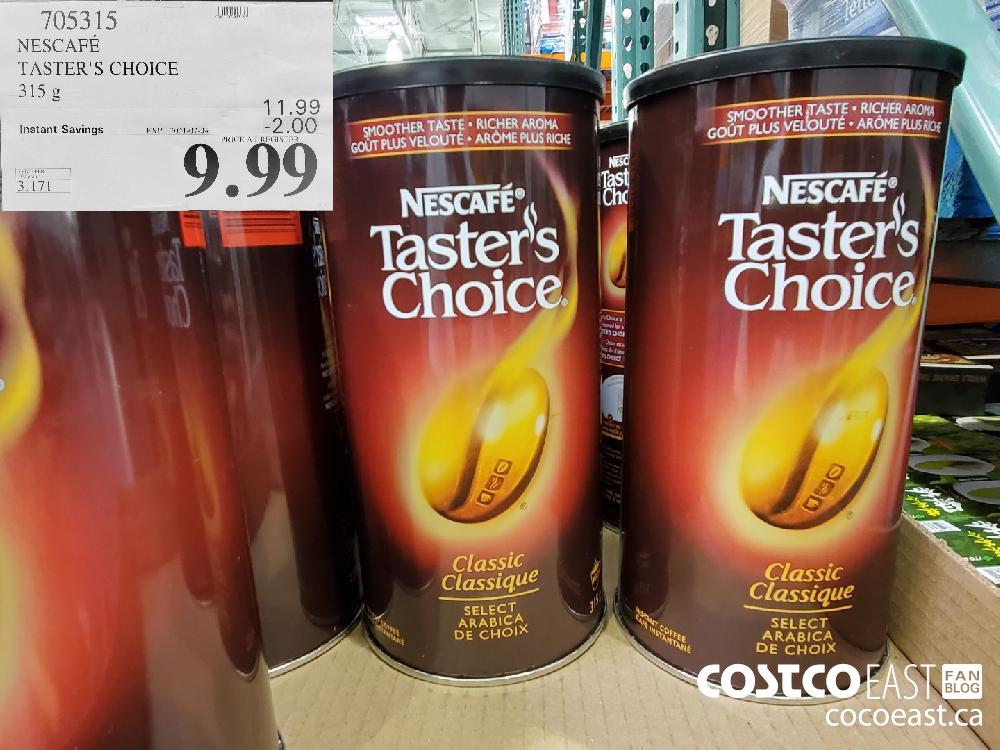 705315
NESCAFÉ
TASTER'S CHOICE
315 g
11.99
Instant Savings
-2.00
PRICE AT REGISTER
9.99
3.171
SMOOTHER TASTE • RICHER AROMA
GOÛT PLUS VELOUTÉ • ARÔME PLUS RICHE
NESCAFÉ®
Taster's
Choice®
Classic
Classique
SELECT
ARABICA
DE CHOIX
SMOOTHER TASTE • RICHER AROMA
GOÛT PLUS VELOUTÉ • ARÔME PLUS RICHE
NESCAFÉ®
Taster's
Choice®
Classic
Classique
SELECT
ARABICA
DE CHOIX
INSTANT COFFEE
CAFÉ INSTANTANÉ
COSTCO EAST FAN BLOG
cocoeast.ca